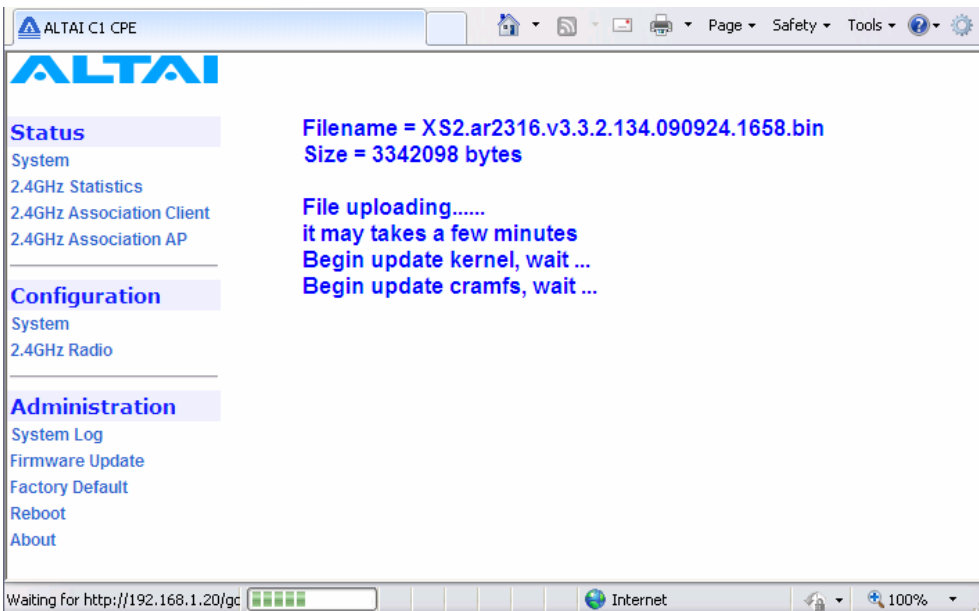 ALTAI C1 CPE
Page Safety Tools
ALTAI
Status
System
2.4GHz Statistics
2.4GHz Association Client
2.4GHz Association AP
Configuration
System
2.4GHz Radio
Administration
System Log
Firmware Update
Factory Default
Reboot
About
Filename = XS2.ar2316.v3.3.2.134.090924.1658.bin
Size = 3342098 bytes
File uploading......
it may takes a few minutes
Begin update kernel, wait ...
Begin update cramfs, wait ...
Waiting for http://192.168.1.20/gc Internet 100%